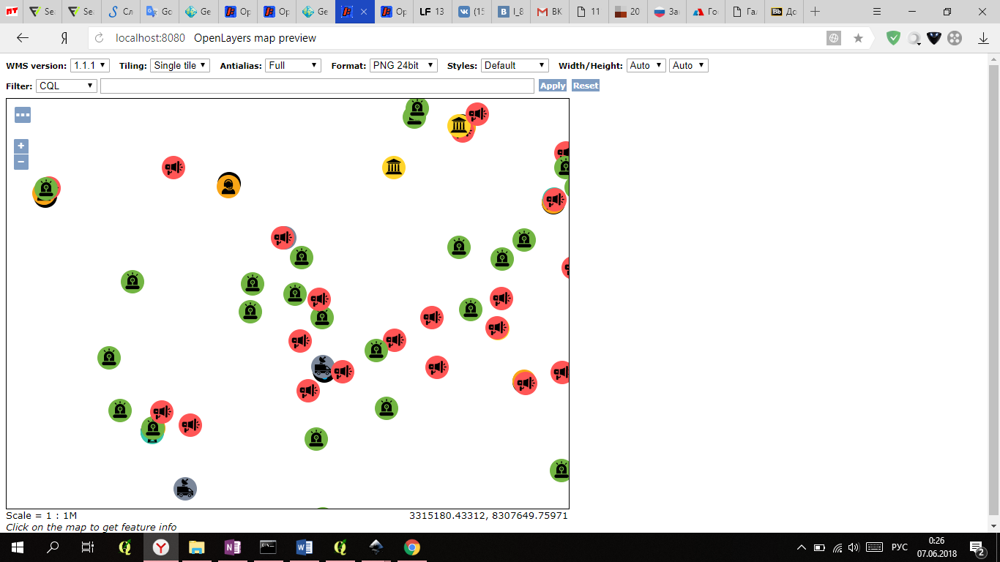 Se
Se
Сл
Go
Ge
Op
Op
Ge
Op
LF 13
(15
B I_8
ВК
11
20
За
Го
Га
Bb До
Я localhost:8080 OpenLayers map preview
WMS version: 1.1.1 Tiling: Single tile Antialias: Full Format: PNG 24bit Styles: Default Width/Height: Auto Auto
Filter: CQL Apply Reset
+
−
Scale = 1 : 1M 3315180.43312, 8307649.75971
Click on the map to get feature info
РУС 0:26
07.06.2018 2